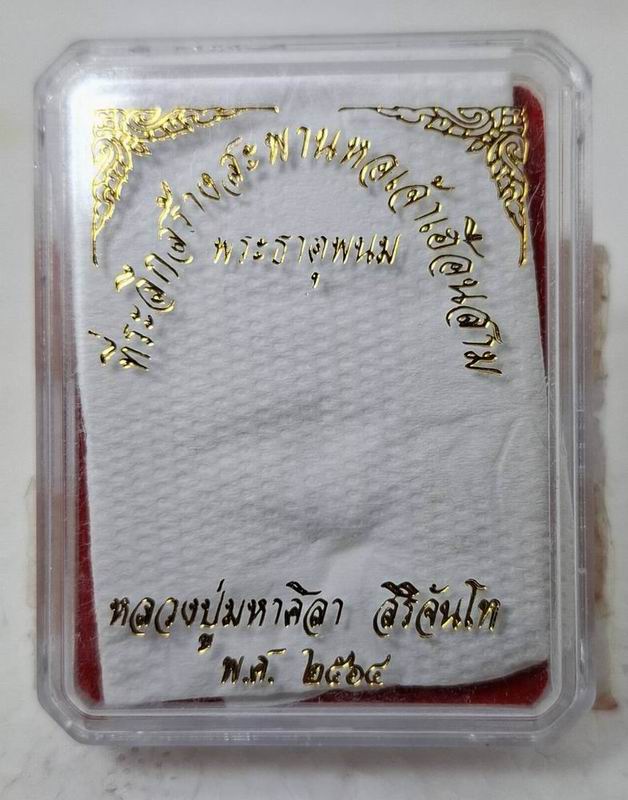 ที่ระลึกสร้างสะพานหอเจ้าเฮือนสาม
พระธาตุพนม
หลวงปู่มหาศิลา สิริจันโท
พ.ศ. ๒๕๖๔